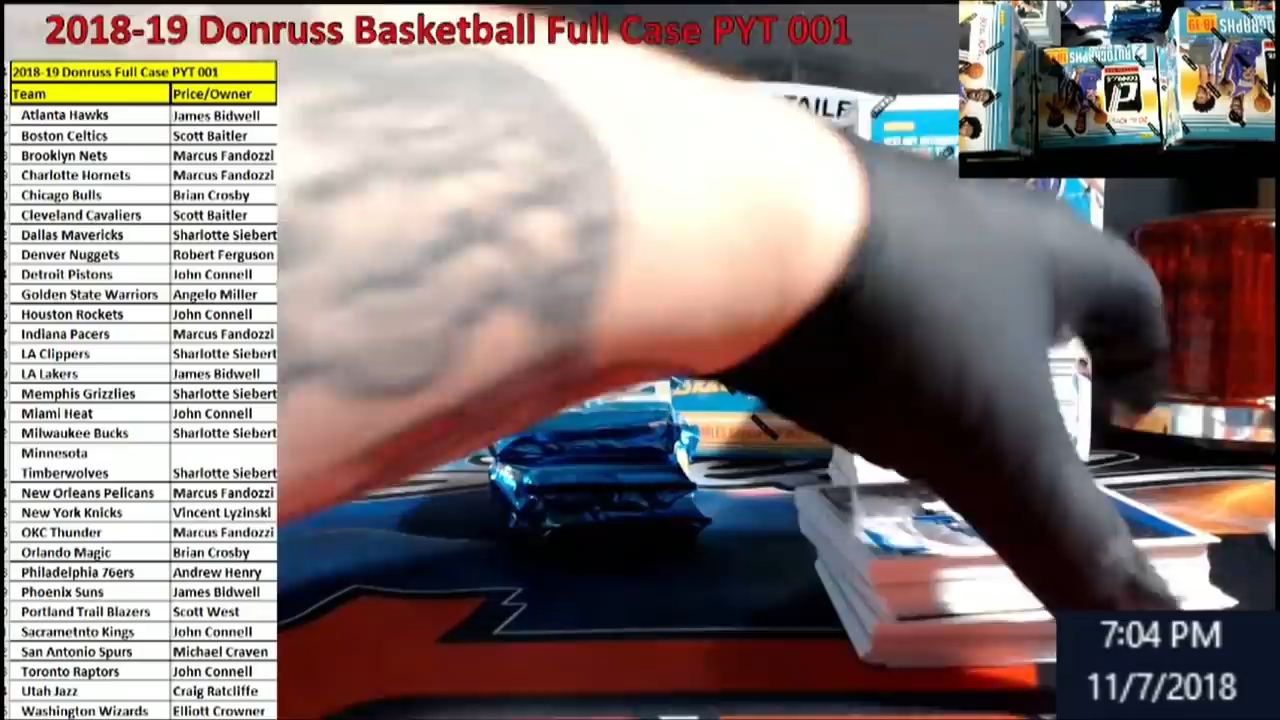 2018-19 Donruss Basketball Full Case PYT 001
2018-19 Donruss Full Case PYT 001
Team Price/Owner
Atlanta Hawks James Bidwell
Boston Celtics Scott Baitler
Brooklyn Nets Marcus Fandozzi
Charlotte Hornets Marcus Fandozzi
Chicago Bulls Brian Crosby
Cleveland Cavaliers Scott Baitler
Dallas Mavericks Sharlotte Siebert
Denver Nuggets Robert Ferguson
Detroit Pistons John Connell
Golden State Warriors Angelo Miller
Houston Rockets John Connell
Indiana Pacers Marcus Fandozzi
LA Clippers Sharlotte Siebert
LA Lakers James Bidwell
Memphis Grizzlies Sharlotte Siebert
Miami Heat John Connell
Milwaukee Bucks Sharlotte Siebert
Minnesota
Timberwolves Sharlotte Siebert
New Orleans Pelicans Marcus Fandozzi
New York Knicks Vincent Lyzinski
OKC Thunder Marcus Fandozzi
Orlando Magic Brian Crosby
Philadelphia 76ers Andrew Henry
Phoenix Suns James Bidwell
Portland Trail Blazers Scott West
Sacrametnto Kings John Connell
San Antonio Spurs Michael Craven
Toronto Raptors John Connell
Utah Jazz Craig Ratcliffe
Washington Wizards Elliott Crowner
AUTOGRAPHS
18-19
7:04 PM
11/7/2018